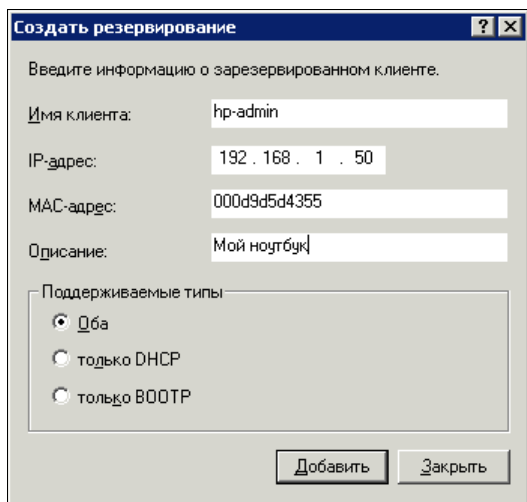 Создать резервирование
Введите информацию о зарезервированном клиенте.
Имя клиента: hp-admin
IP-адрес: 192 . 168 . 1 . 50
MAC-адрес: 000d9d5d4355
Описание: Мой ноутбук
Поддерживаемые типы
Оба
только DHCP
только BOOTP
Добавить Закрыть